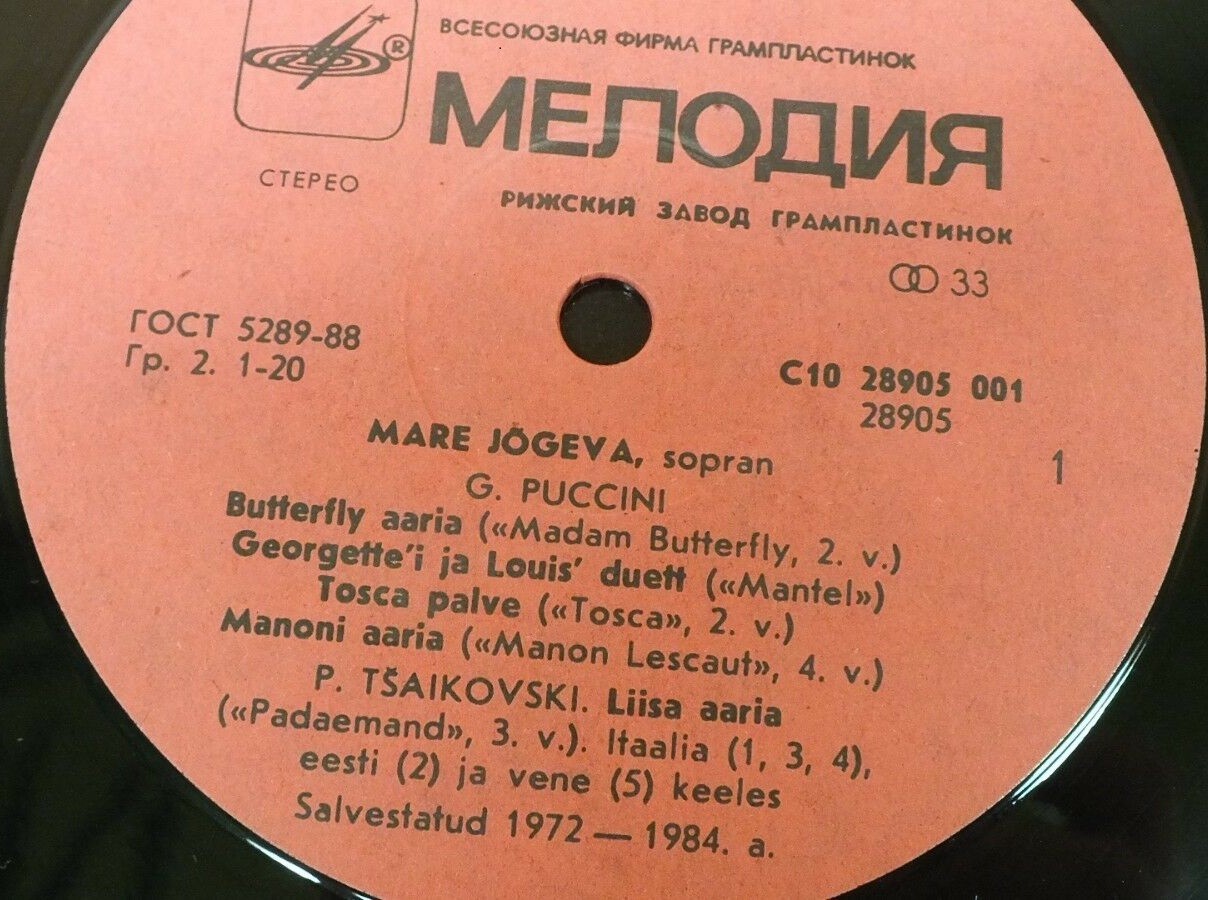 ВСЕСОЮЗНАЯ ФИРМА ГРАМПЛАСТИНОК
®
МЕЛОДИЯ
СТЕРЕО
РИЖСКИЙ ЗАВОД ГРАМПЛАСТИНОК
33
ГОСТ 5289-88
Гр. 2. 1-20
С10 28905 001
28905
1
MARE JÕGEVA, sopran
G. PUCCINI
Butterfly aaria («Madam Butterfly, 2. v.)
Georgette'i ja Louis' duett («Mantel»)
Tosca palve («Tosca», 2. v.)
Manoni aaria («Manon Lescaut», 4. v.)
P. TŠAIKOVSKI. Liisa aaria
(«Padaemand», 3. v.). Itaalia (1, 3, 4),
eesti (2) ja vene (5) keeles
Salvestatud 1972 — 1984. a.